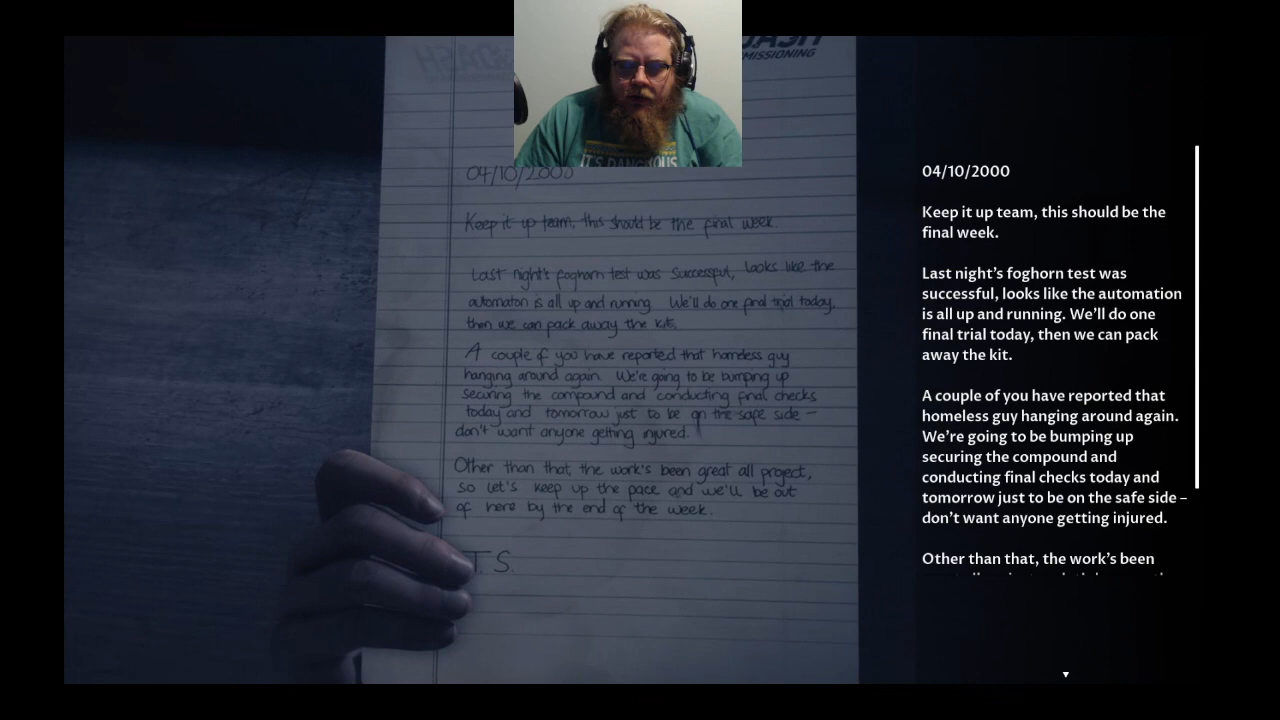 MISSIONING
IT'S DANGEROUS
04/10/2000
Keep it up team, this should be the final week.
Last night's foghorn test was successful, looks like the
automation is all up and running. We'll do one final trial today,
then we can pack away the kit.
A couple of you have reported that homeless guy
hanging around again. We're going to be bumping up
securing the compound and conducting final checks
today and tomorrow just to be on the safe side –
don't want anyone getting injured.
Other than that, the work's been great all project,
so let's keep up the pace and we'll be out
of here by the end of the week.
T.S.
04/10/2000
Keep it up team, this should be the
final week.
Last night's foghorn test was
successful, looks like the automation
is all up and running. We'll do one
final trial today, then we can pack
away the kit.
A couple of you have reported that
homeless guy hanging around again.
We're going to be bumping up
securing the compound and
conducting final checks today and
tomorrow just to be on the safe side –
don't want anyone getting injured.
Other than that, the work's been